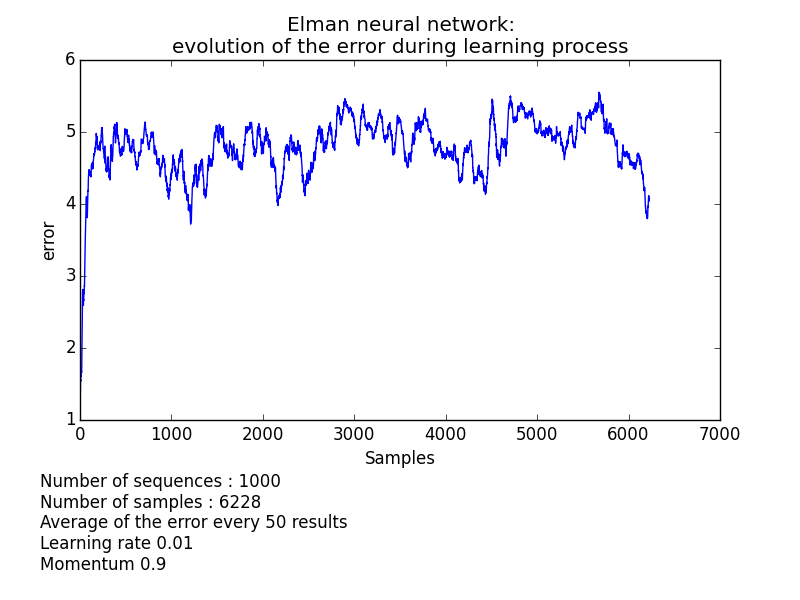 Elman neural network:
evolution of the error during learning process
6
5
4
3
2
1
error
0
1000
2000
3000
4000
5000
6000
7000
Samples
Number of sequences : 1000
Number of samples : 6228
Average of the error every 50 results
Learning rate 0.01
Momentum 0.9